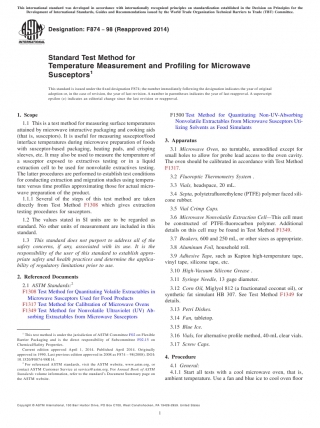 This international standard was developed in accordance with internationally recognized principles on standardization established in the Decision on Principles for the
Development of International Standards, Guides and Recommendations issued by the World Trade Organization Technical Barriers to Trade (TBT) Committee.
Designation: F874 − 98 (Reapproved 2014)
INTERNATIONAL
Standard Test Method for
Temperature Measurement and Profiling for Microwave
Susceptors¹
This standard is issued under the fixed designation F874; the number immediately following the designation indicates the year of original
adoption or, in the case of revision, the year of last revision. A number in parentheses indicates the year of last reapproval. A superscript
epsilon (ε) indicates an editorial change since the last revision or reapproval.
1. Scope
1.1 This is a test method for measuring surface temperatures
attained by microwave interactive packaging and cooking aids
(that is, susceptors). It is useful for measuring susceptor/food
interface temperatures during microwave preparation of foods
with susceptor-based packaging, heating pads, and crisping
sleeves, etc. It may also be used to measure the temperature of
a susceptor exposed to extractives testing or in a liquid
extraction cell to be used for nonvolatile extractives testing.
The latter procedures are performed to establish test conditions
for conducting extraction and migration studies using tempera-
ture versus time profiles approximating those for actual micro-
wave preparation of the product.
1.1.1 Several of the steps of this test method are taken
directly from Test Method F1308 which gives extraction
testing procedures for susceptors.
1.2 The values stated in SI units are to be regarded as
standard. No other units of measurement are included in this
standard.
1.3 This standard does not purport to address all of the
safety concerns, if any, associated with its use. It is the
responsibility of the user of this standard to establish appro-
priate safety and health practices and determine the applica-
bility of regulatory limitations prior to use.
2. Referenced Documents
2.1 ASTM Standards:²
F1308 Test Method for Quantitating Volatile Extractables in
Microwave Susceptors Used for Food Products
F1317 Test Method for Calibration of Microwave Ovens
F1349 Test Method for Nonvolatile Ultraviolet (UV) Ab-
sorbing Extractables from Microwave Susceptors
¹ This test method is under the jurisdiction of ASTM Committee F02 on Flexible
Barrier Packaging and is the direct responsibility of Subcommittee F02.15 on
Chemical/Safety Properties.
Current edition approved April 1, 2014. Published April 2014. Originally
approved in 1998. Last previous edition approved in 2008 as F874 – 98(2008). DOI:
10.1520/F0874-98R14.
² For referenced ASTM standards, visit the ASTM website, www.astm.org, or
contact ASTM Customer Service at service@astm.org. For Annual Book of ASTM
Standards volume information, refer to the standard's Document Summary page on
the ASTM website.
F1500 Test Method for Quantitating Non-UV-Absorbing
Nonvolatile Extractables from Microwave Susceptors Uti-
lizing Solvents as Food Simulants
3. Apparatus
3.1 Microwave Oven, no turntable, unmodified except for
small holes to allow for probe lead access to the oven cavity.
The oven should be calibrated in accordance with Test Method
F1317.
3.2 Fluoroptic Thermometry System .
3.3 Vials, headspace, 20 mL.
3.4 Septa, polytetrafluoroethylene (PTFE) polymer faced sili-
cone rubber.
3.5 Vial Crimp Caps.
3.6 Microwave Nonvolatile Extraction Cell—This cell must
be constructed of PTFE-fluorocarbon polymer. Additional
details on this cell may be found in Test Method F1349.
3.7 Beakers, 600 and 250 mL, or other sizes as appropriate.
3.8 Aluminum Foil, household roll.
3.9 Adhesive Tape, such as Kapton high-temperature tape,
vinyl tape, silicone tape, etc.
3.10 High-Vacuum Silicone Grease .
3.11 Syringe Needle, 13 gauge diameter.
3.12 Corn Oil, Miglyol 812 (a fractionated coconut oil), or
synthetic fat simulant HB 307. See Test Method F1349 for
details.
3.13 Petri Dishes.
3.14 Fan, tabletop.
3.15 Blue Ice.
3.16 Vials, for alternative profile method, 40-mL clear vials.
3.17 Screw Caps.
4. Procedure
4.1 General:
4.1.1 Start all tests with a cool microwave oven, that is,
ambient temperature. Use a fan and blue ice to cool oven floor
Copyright © ASTM International, 100 Barr Harbor Drive, PO Box C700, West Conshohocken, PA 19428-2959. United States
1